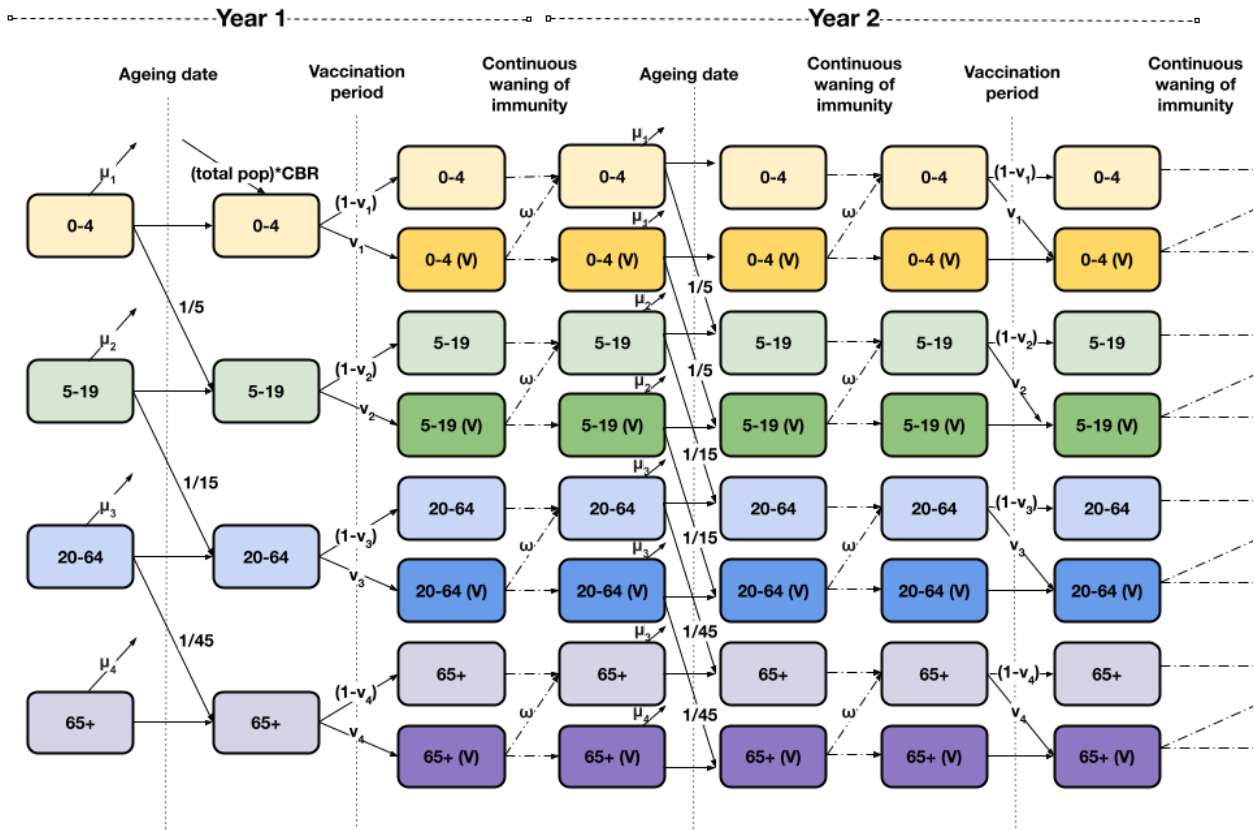 Year 1
Year 2
Ageing date
Vaccination
period
Continuous
waning of
immunity
Ageing date
Continuous
waning of
immunity
Vaccination
period
Continuous
waning of
immunity
μ1
(total pop)*CBR
0-4
0-4
1/5
μ2
5-19
5-19
1/15
μ3
20-64
20-64
1/45
μ4
65+
65+
(1-v1)
v1
(1-v2)
v2
(1-v3)
v3
(1-v4)
v4
0-4
0-4 (V)
5-19
5-19 (V)
20-64
20-64 (V)
65+
65+ (V)
ω
ω
ω
ω
μ1
0-4
μ1
0-4 (V)
μ2
5-19
μ2
5-19 (V)
μ3
20-64
μ3
20-64 (V)
μ3
65+
μ4
65+ (V)
1/5
1/5
1/15
1/15
1/45
1/45
0-4
0-4 (V)
5-19
5-19 (V)
20-64
20-64 (V)
65+
65+ (V)
ω
ω
ω
ω
0-4
0-4 (V)
5-19
5-19 (V)
20-64
20-64 (V)
65+
65+ (V)
(1-v1)
v1
(1-v2)
v2
(1-v3)
v3
(1-v4)
v4
0-4
0-4 (V)
5-19
5-19 (V)
20-64
20-64 (V)
65+
65+ (V)